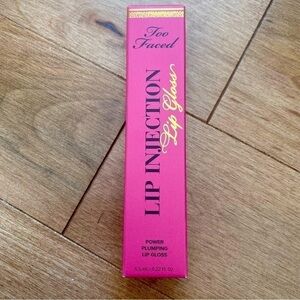 Too
Faced
LIP INJECTION
Lip Gloss
POWER
PLUMPING
LIP GLOSS